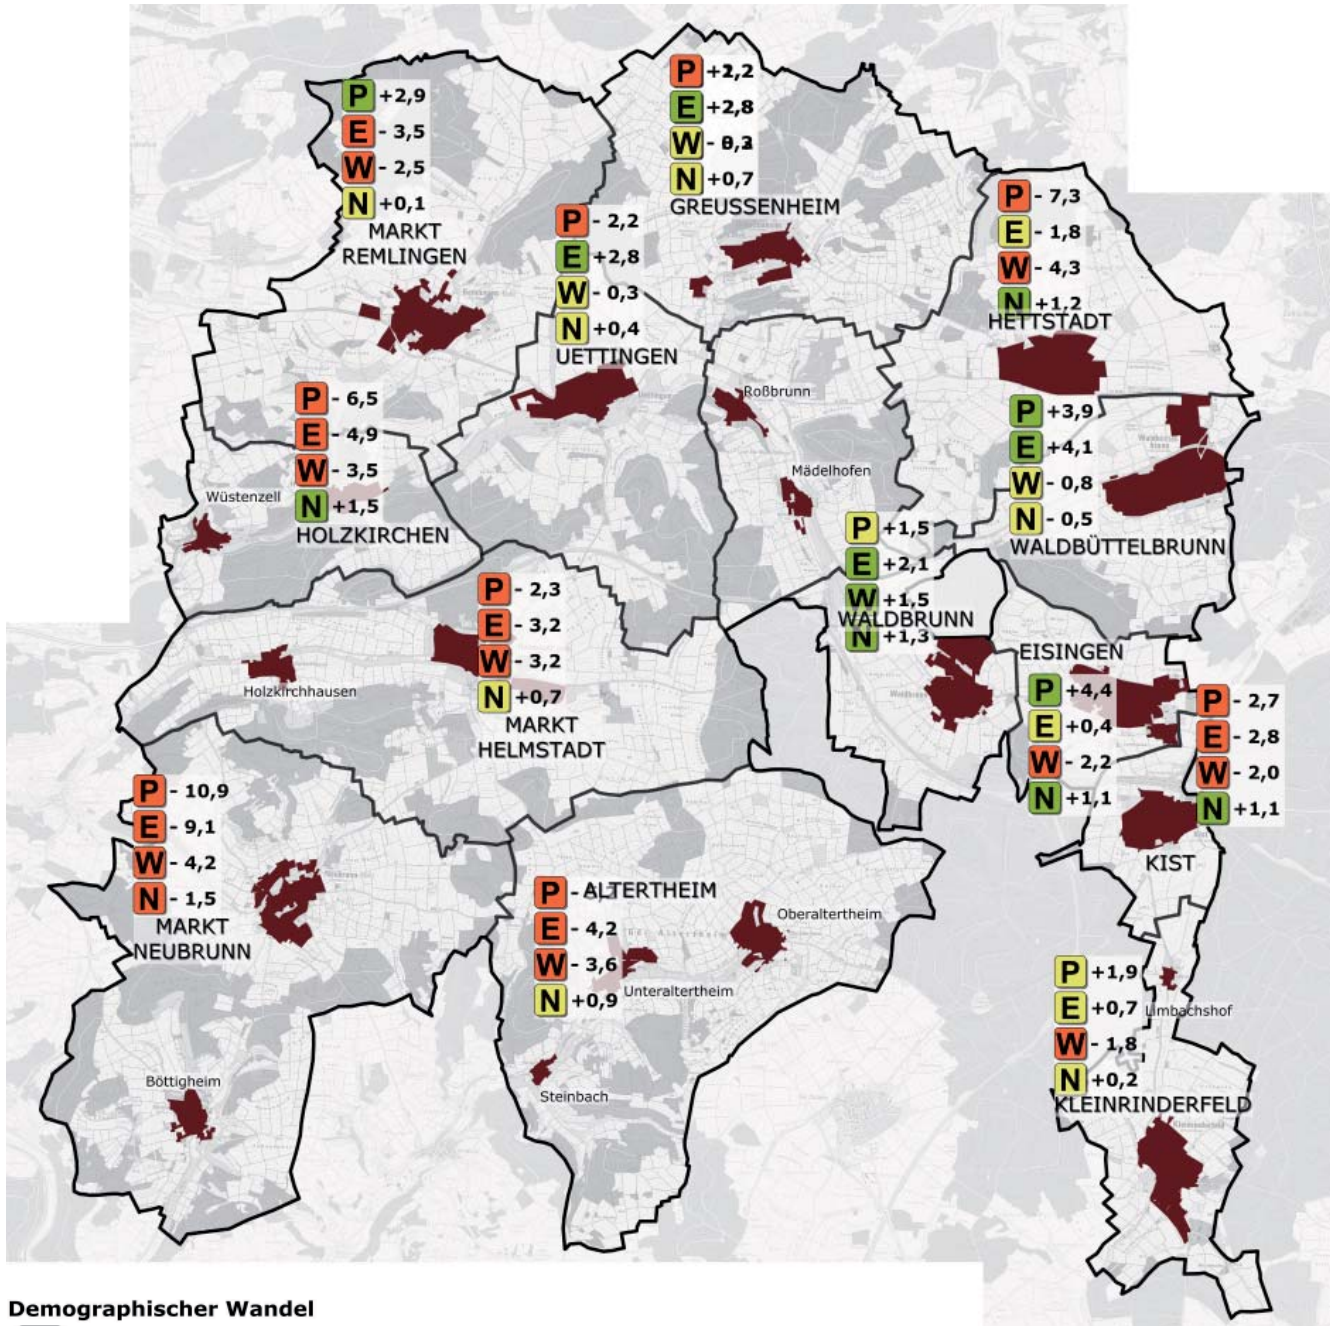 P +2,9
E - 3,5
W - 2,5
N +0,1
MARKT
REMLINGEN
P
E +2,8
W
N +0,7
GREUSSENHEIM
P - 2,2
E +2,8
W - 0,3
N +0,4
UETTINGEN
P - 7,3
E - 1,8
W - 4,3
N +1,2
HETTSTADT
Roßbrunn
Mädelhofen
P - 6,5
E - 4,9
W - 3,5
N +1,5
HOLZKIRCHEN
Wüstenzell
P +3,9
E +4,1
W - 0,8
N - 0,5
WALDBÜTTELBRUNN
P +1,5
E +2,1
W +1,5
WALDBRUNN
N +1,3
P - 2,3
E - 3,2
W - 3,2
N +0,7
MARKT
HELMSTADT
Holzkirchhausen
EISINGEN
P +4,4
E +0,4
W - 2,2
N +1,1
P - 2,7
E - 2,8
W - 2,0
N +1,1
KIST
P - 10,9
E - 9,1
W - 4,2
N - 1,5
MARKT
NEUBRUNN
Böttigheim
P - ALTERTHEIM
E - 4,2
W - 3,6
N +0,9
Oberaltertheim
Unteraltertheim
Steinbach
P +1,9
E +0,7
W - 1,8
N +0,2
Limbachshof
KLEINRINDERFELD
Demographischer Wandel